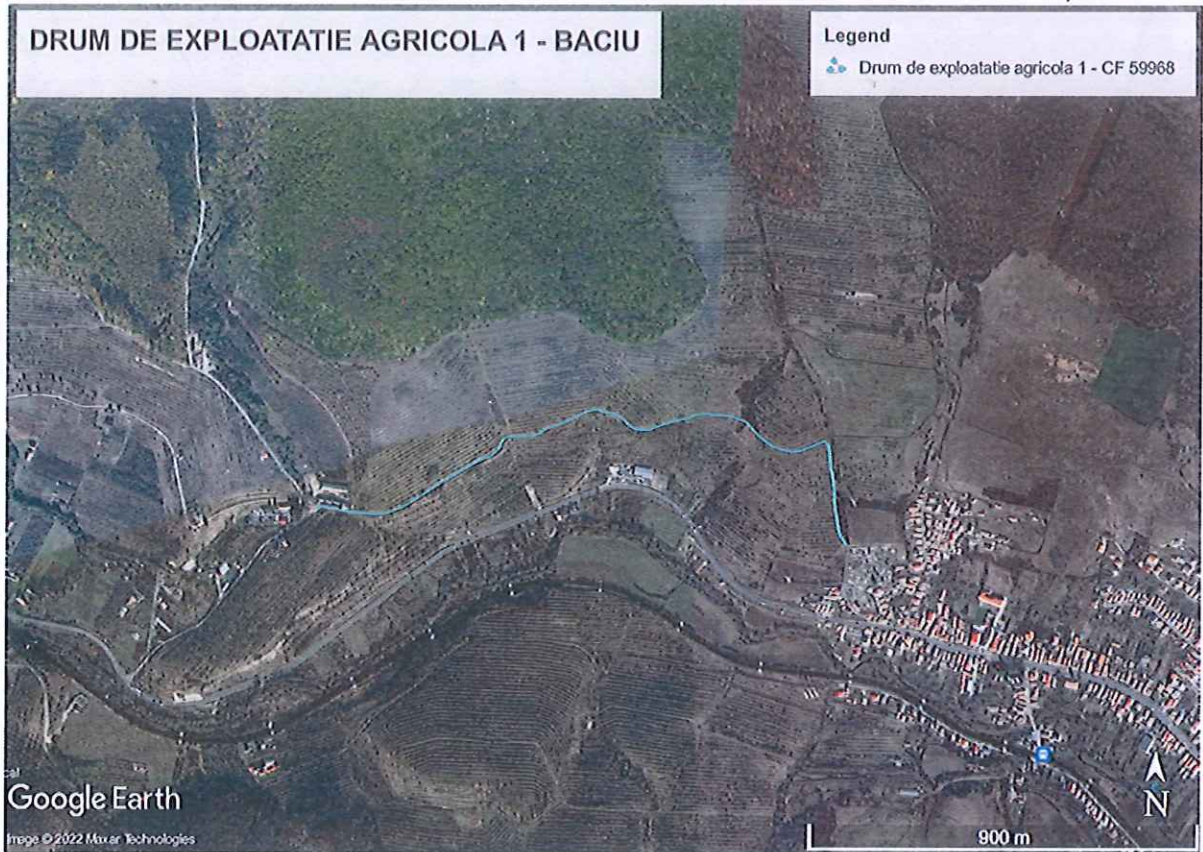 DRUM DE EXPLOATATIE AGRICOLA 1 - BACIU
Legend
Drum de exploatatie agricola 1 - CF 59968
Google Earth
Image © 2022 Maxar Technologies
N
900 m